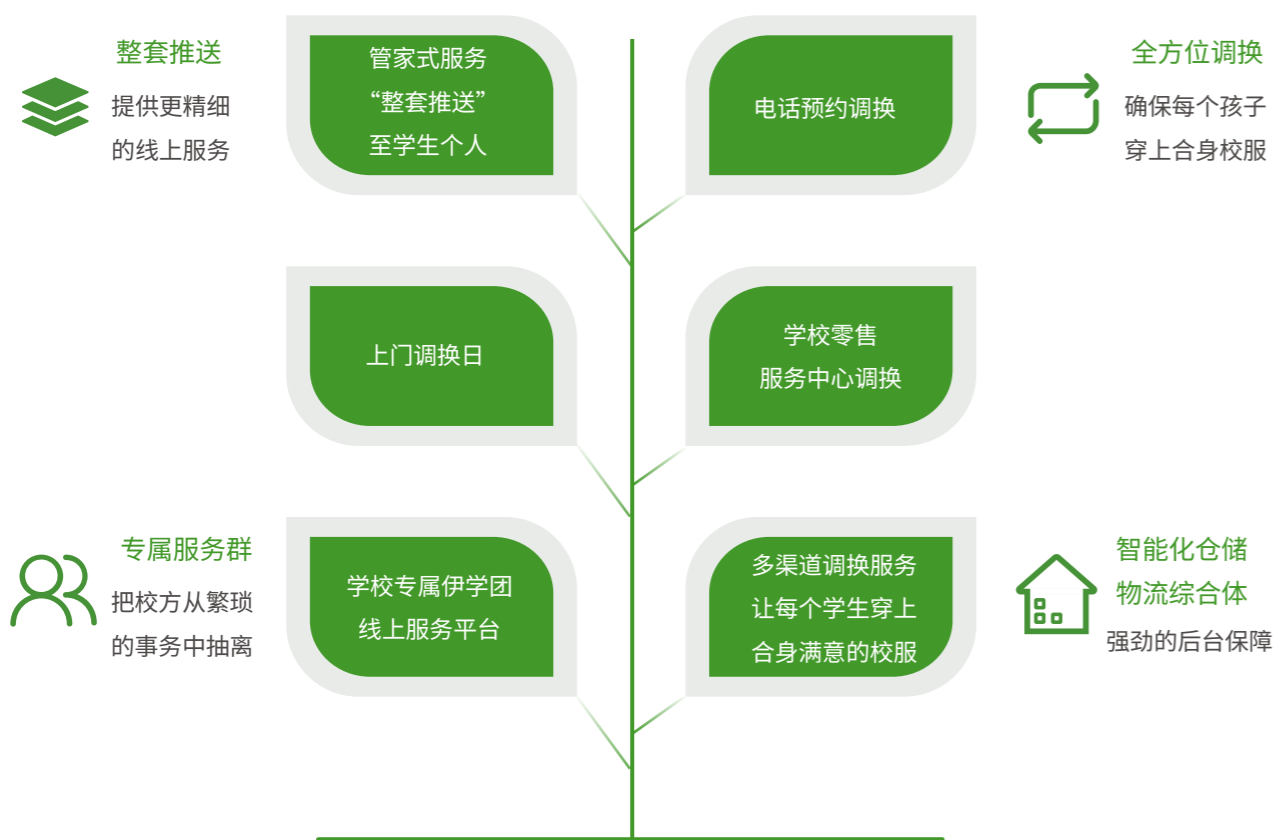 整套推送
提供更精细
的线上服务
管家式服务
“整套推送”
至学生个人
电话预约调换
全方位调换
确保每个孩子
穿上合身校服
上门调换日
学校零售
服务中心调换
专属服务群
把校方从繁琐
的事务中抽离
学校专属伊学团
线上服务平台
多渠道调换服务
让每个学生穿上
合身满意的校服
智能化仓储
物流综合体
强劲的后台保障